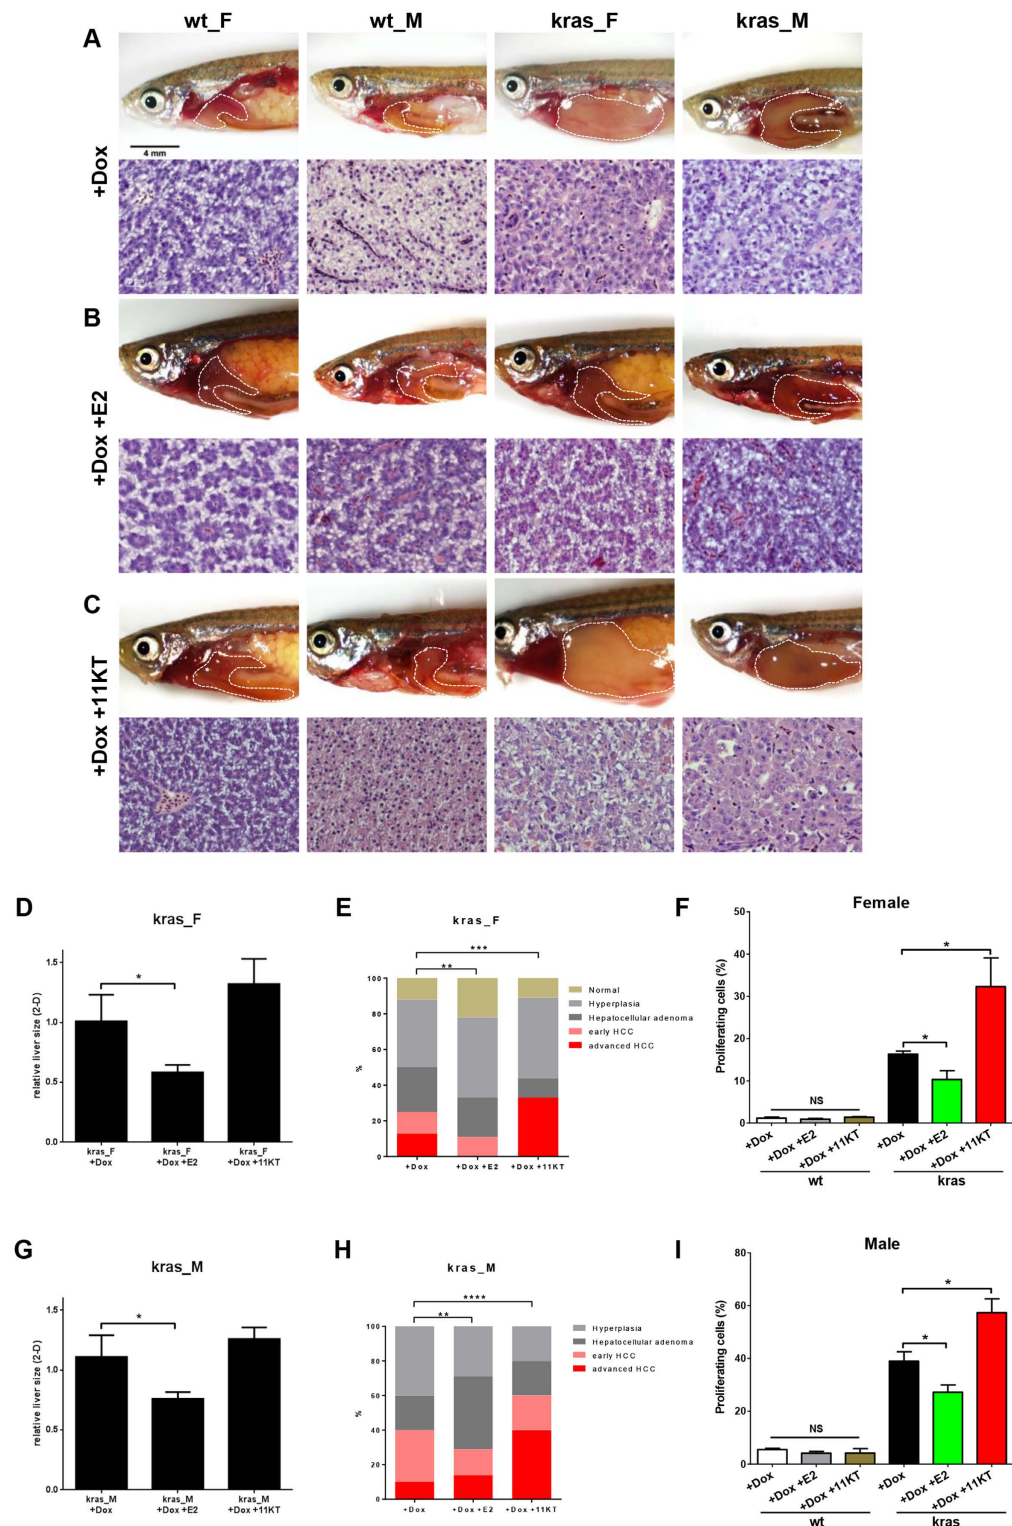 wt_F wt_M kras_F kras_M
A
+Dox
4 mm
B
+Dox +E2
C
+Dox +11KT
D
kras_F
*
relative liver size (2-D)
1.5
1.0
0.5
0.0
kras_F +Dox
kras_F +Dox +E2
kras_F +Dox +11KT
E
kras_F
***
**
%
100
80
60
40
20
0
+Dox +Dox +E2 +Dox +11KT
Normal
Hyperplasia
Hepatocellular adenoma
early HCC
advanced HCC
F
Female
*
*
NS
Proliferating cells (%)
50
40
30
20
10
0
+Dox +Dox +E2 +Dox +11KT +Dox +Dox +E2 +Dox +11KT
wt kras
G
kras_M
*
relative liver size (2-D)
1.5
1.0
0.5
0.0
kras_M +Dox
kras_M +Dox +E2
kras_M +Dox +11KT
H
kras_M
****
**
%
100
80
60
40
20
0
+Dox +Dox +E2 +Dox +11KT
Hyperplasia
Hepatocellular adenoma
early HCC
advanced HCC
I
Male
*
*
NS
Proliferating cells (%)
80
60
40
20
0
+Dox +Dox +E2 +Dox +11KT +Dox +Dox +E2 +Dox +11KT
wt kras